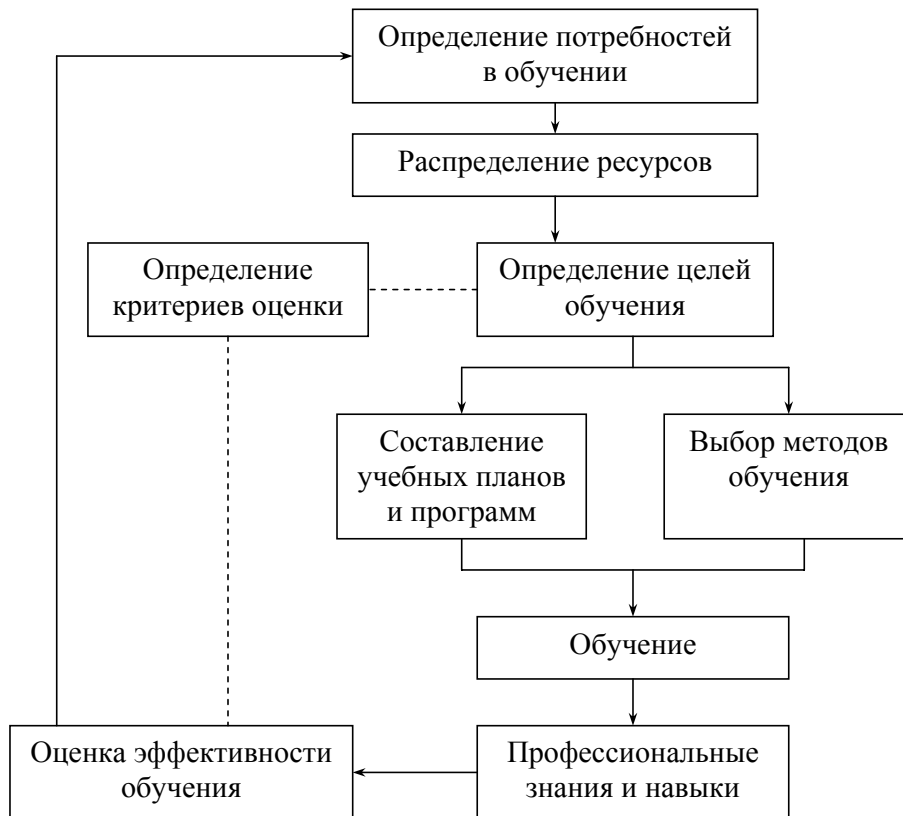 Определение потребностей
в обучении
Распределение ресурсов
Определение
критериев оценки
Определение целей
обучения
Составление
учебных планов
и программ
Выбор методов
обучения
Обучение
Оценка эффективности
обучения
Профессиональные
знания и навыки